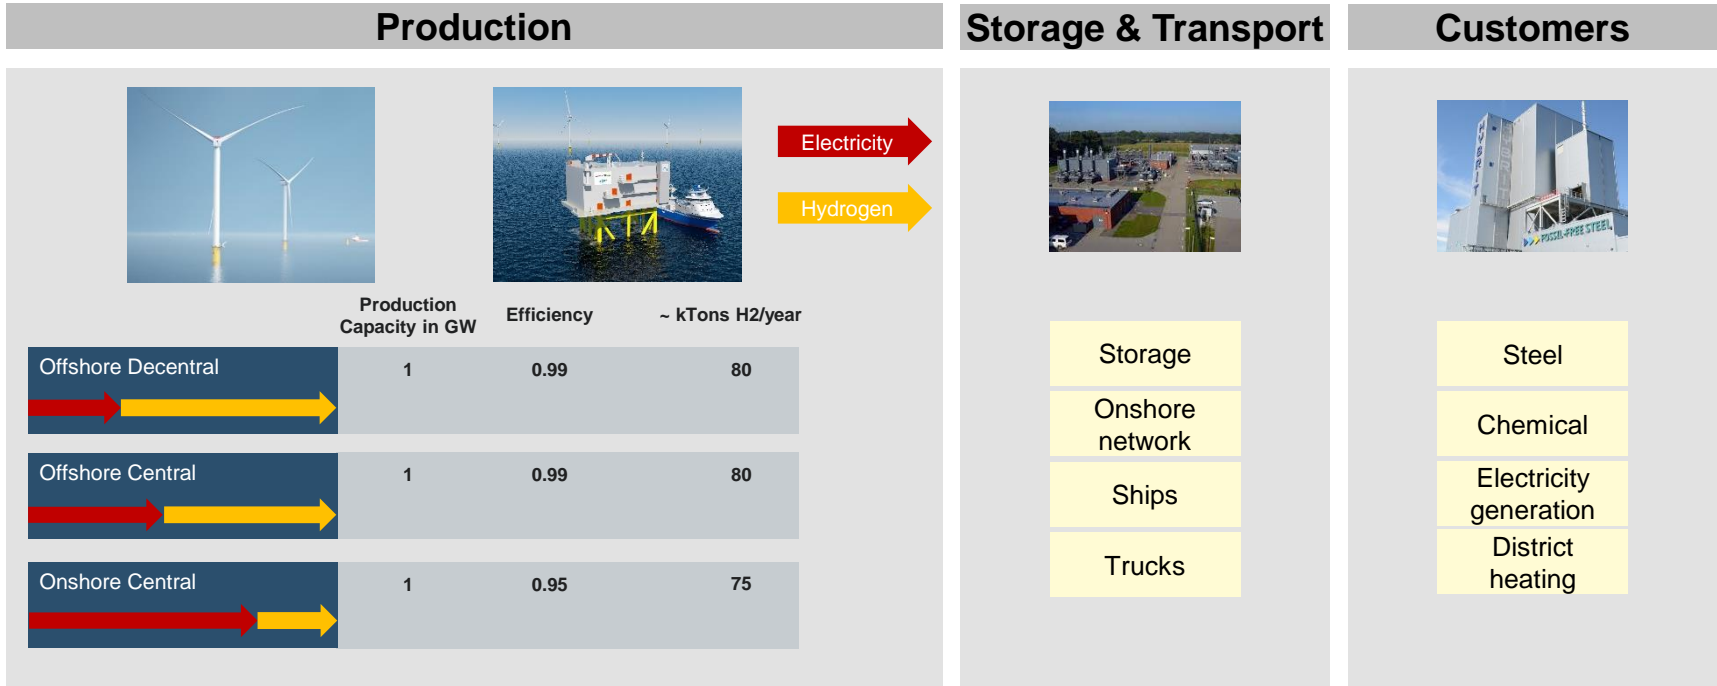 Production
Storage & Transport
Customers
Electricity
Hydrogen
HYBRIT
FOSSIL-FREE STEEL
Production
Capacity in GW
Efficiency
~ kTons H2/year
Offshore Decentral
1
0.99
80
Offshore Central
1
0.99
80
Onshore Central
1
0.95
75
Storage
Onshore
network
Ships
Trucks
Steel
Chemical
Electricity
generation
District
heating